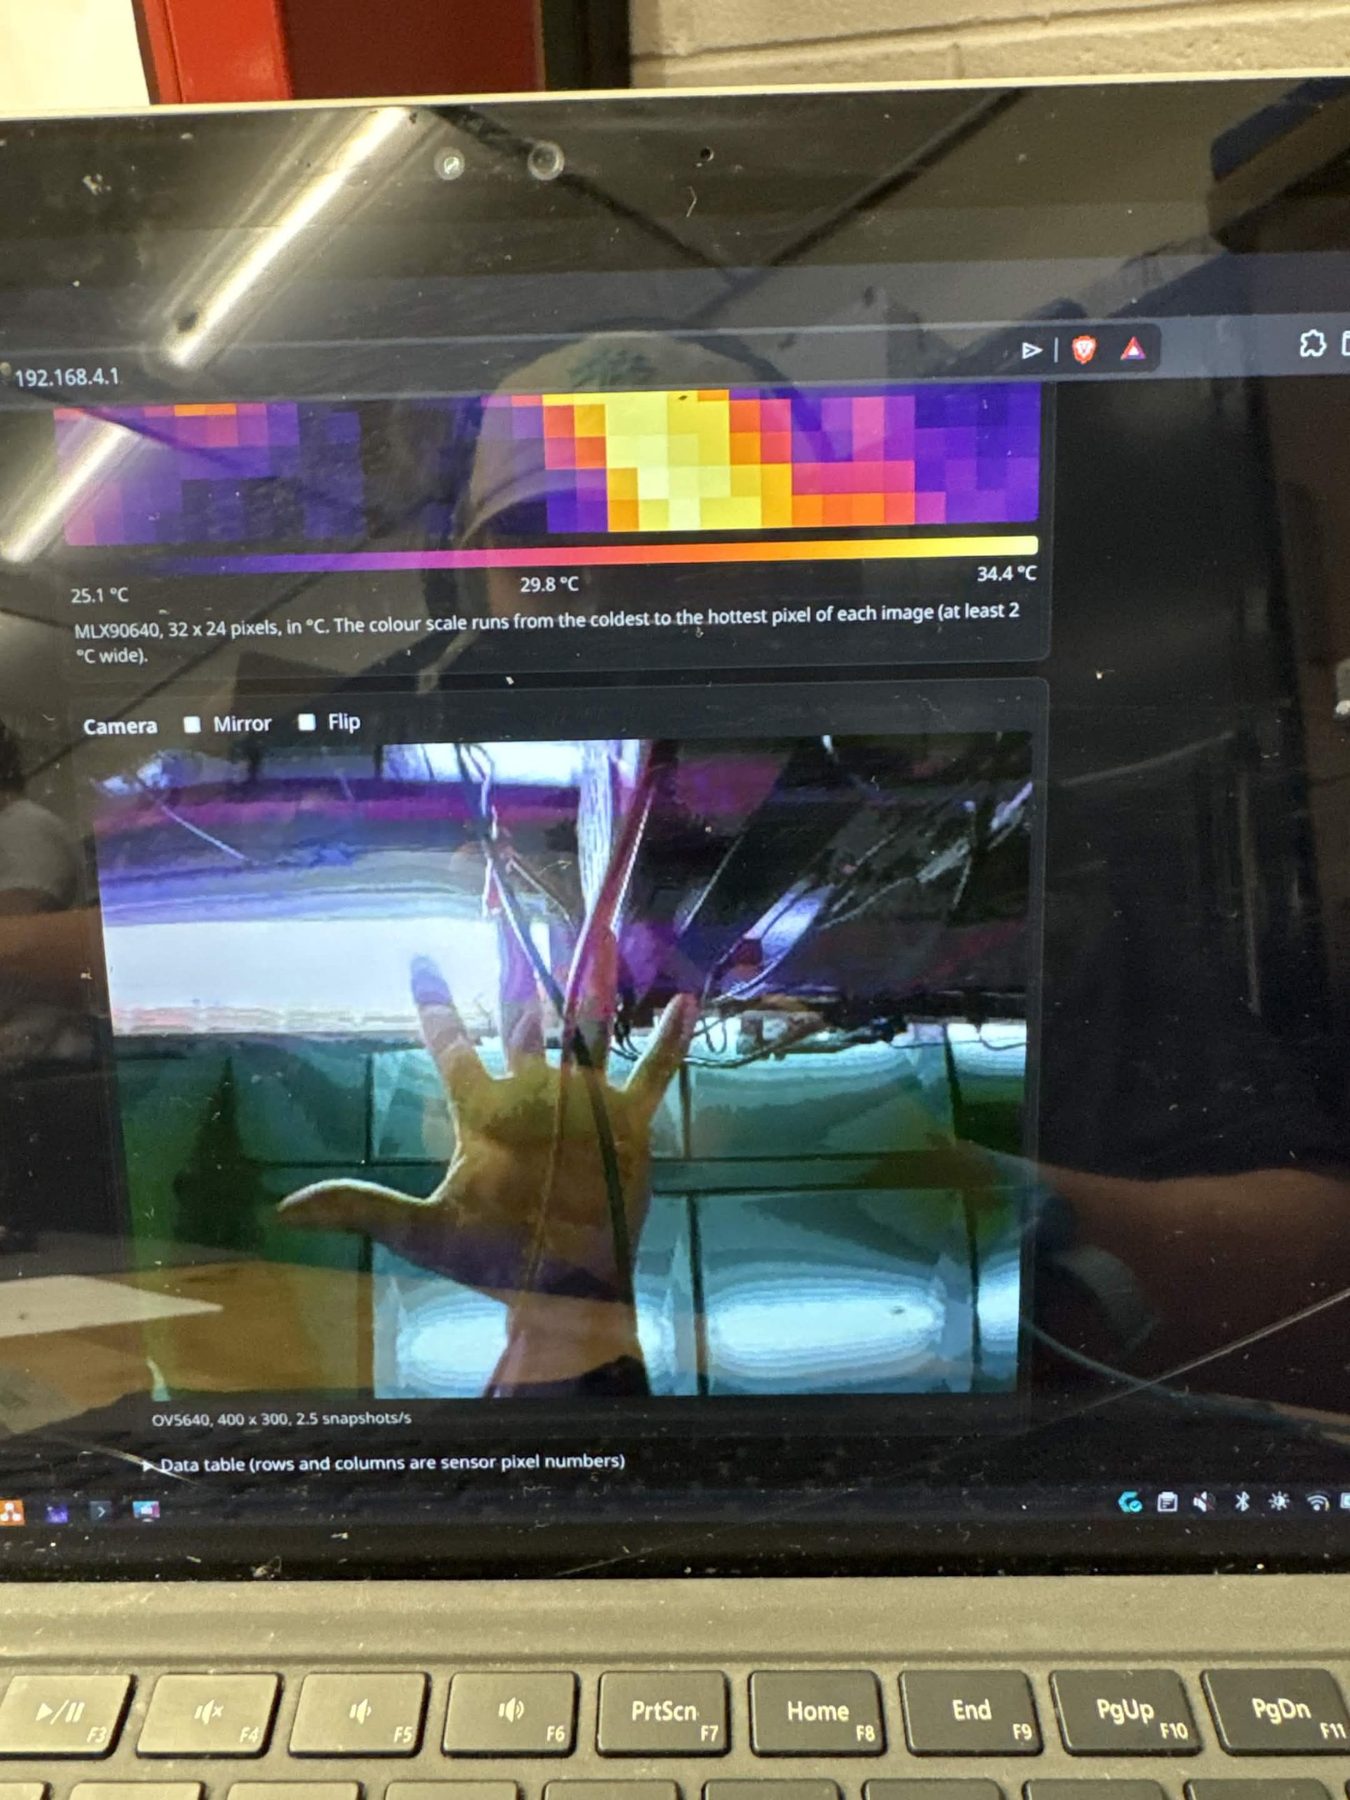 192.168.4.1
25.1 °C
29.8 °C
34.4 °C
MLX90640, 32 x 24 pixels, in °C. The colour scale runs from the coldest to the hottest pixel of each image (at least 2
°C wide).
Camera Mirror Flip
OV5640, 400 x 300, 2.5 snapshots/s
Data table (rows and columns are sensor pixel numbers)
F3 F4 F5 F6 PrtScn F7 Home F8 End F9 PgUp F10 PgDn F11